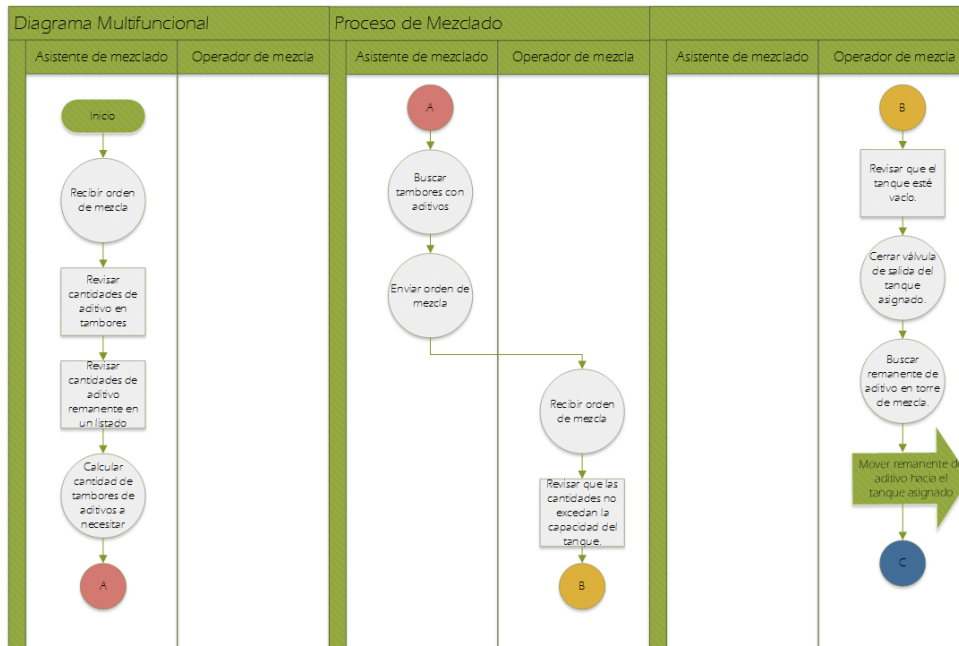 Diagrama Multifuncional
Proceso de Mezclado
Asistente de mezclado
Operador de mezcla
Asistente de mezclado
Operador de mezcla
Asistente de mezclado
Operador de mezcla
Inicio
Recibir orden
de mezcla
Revisar
cantidades de
aditivo en
tambores
Revisar
cantidades de
aditivo
remanente en
un listado
Calcular
cantidad de
tambores de
aditivos a
necesitar
A
A
Buscar
tambores con
aditivos
Enviar orden de
mezcla
Recibir orden
de mezcla
Revisar que las
cantidades no
excedan la
capacidad del
tanque.
B
B
Revisar que el
tanque esté
vacío.
Cerrar válvula
de salida del
tanque
asignado.
Buscar
remanente de
aditivo en torre
de mezcla.
Mover remanente de
aditivo hacia el
tanque asignado
C